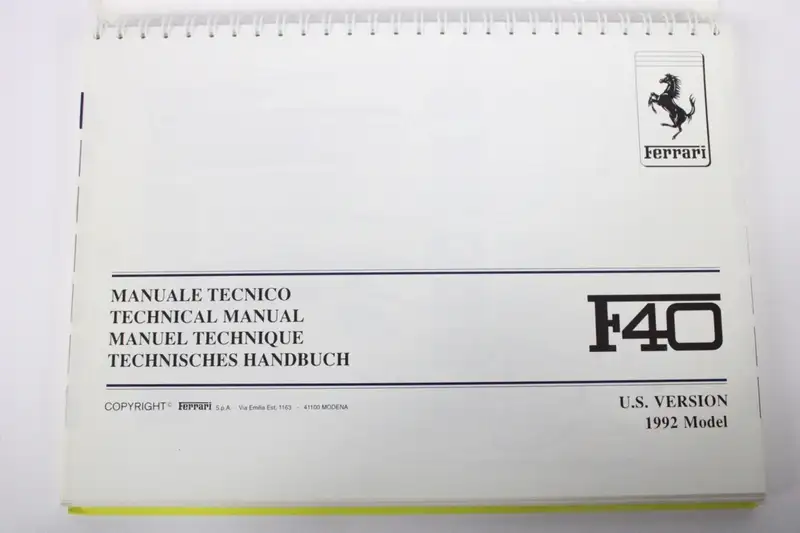 Ferrari
MANUALE TECNICO
TECHNICAL MANUAL
MANUEL TECHNIQUE
TECHNISCHES HANDBUCH
F40
COPYRIGHT © Ferrari S.p.A. Via Emilia Est, 1163 - 41100 MODENA
U.S. VERSION
1992 Model